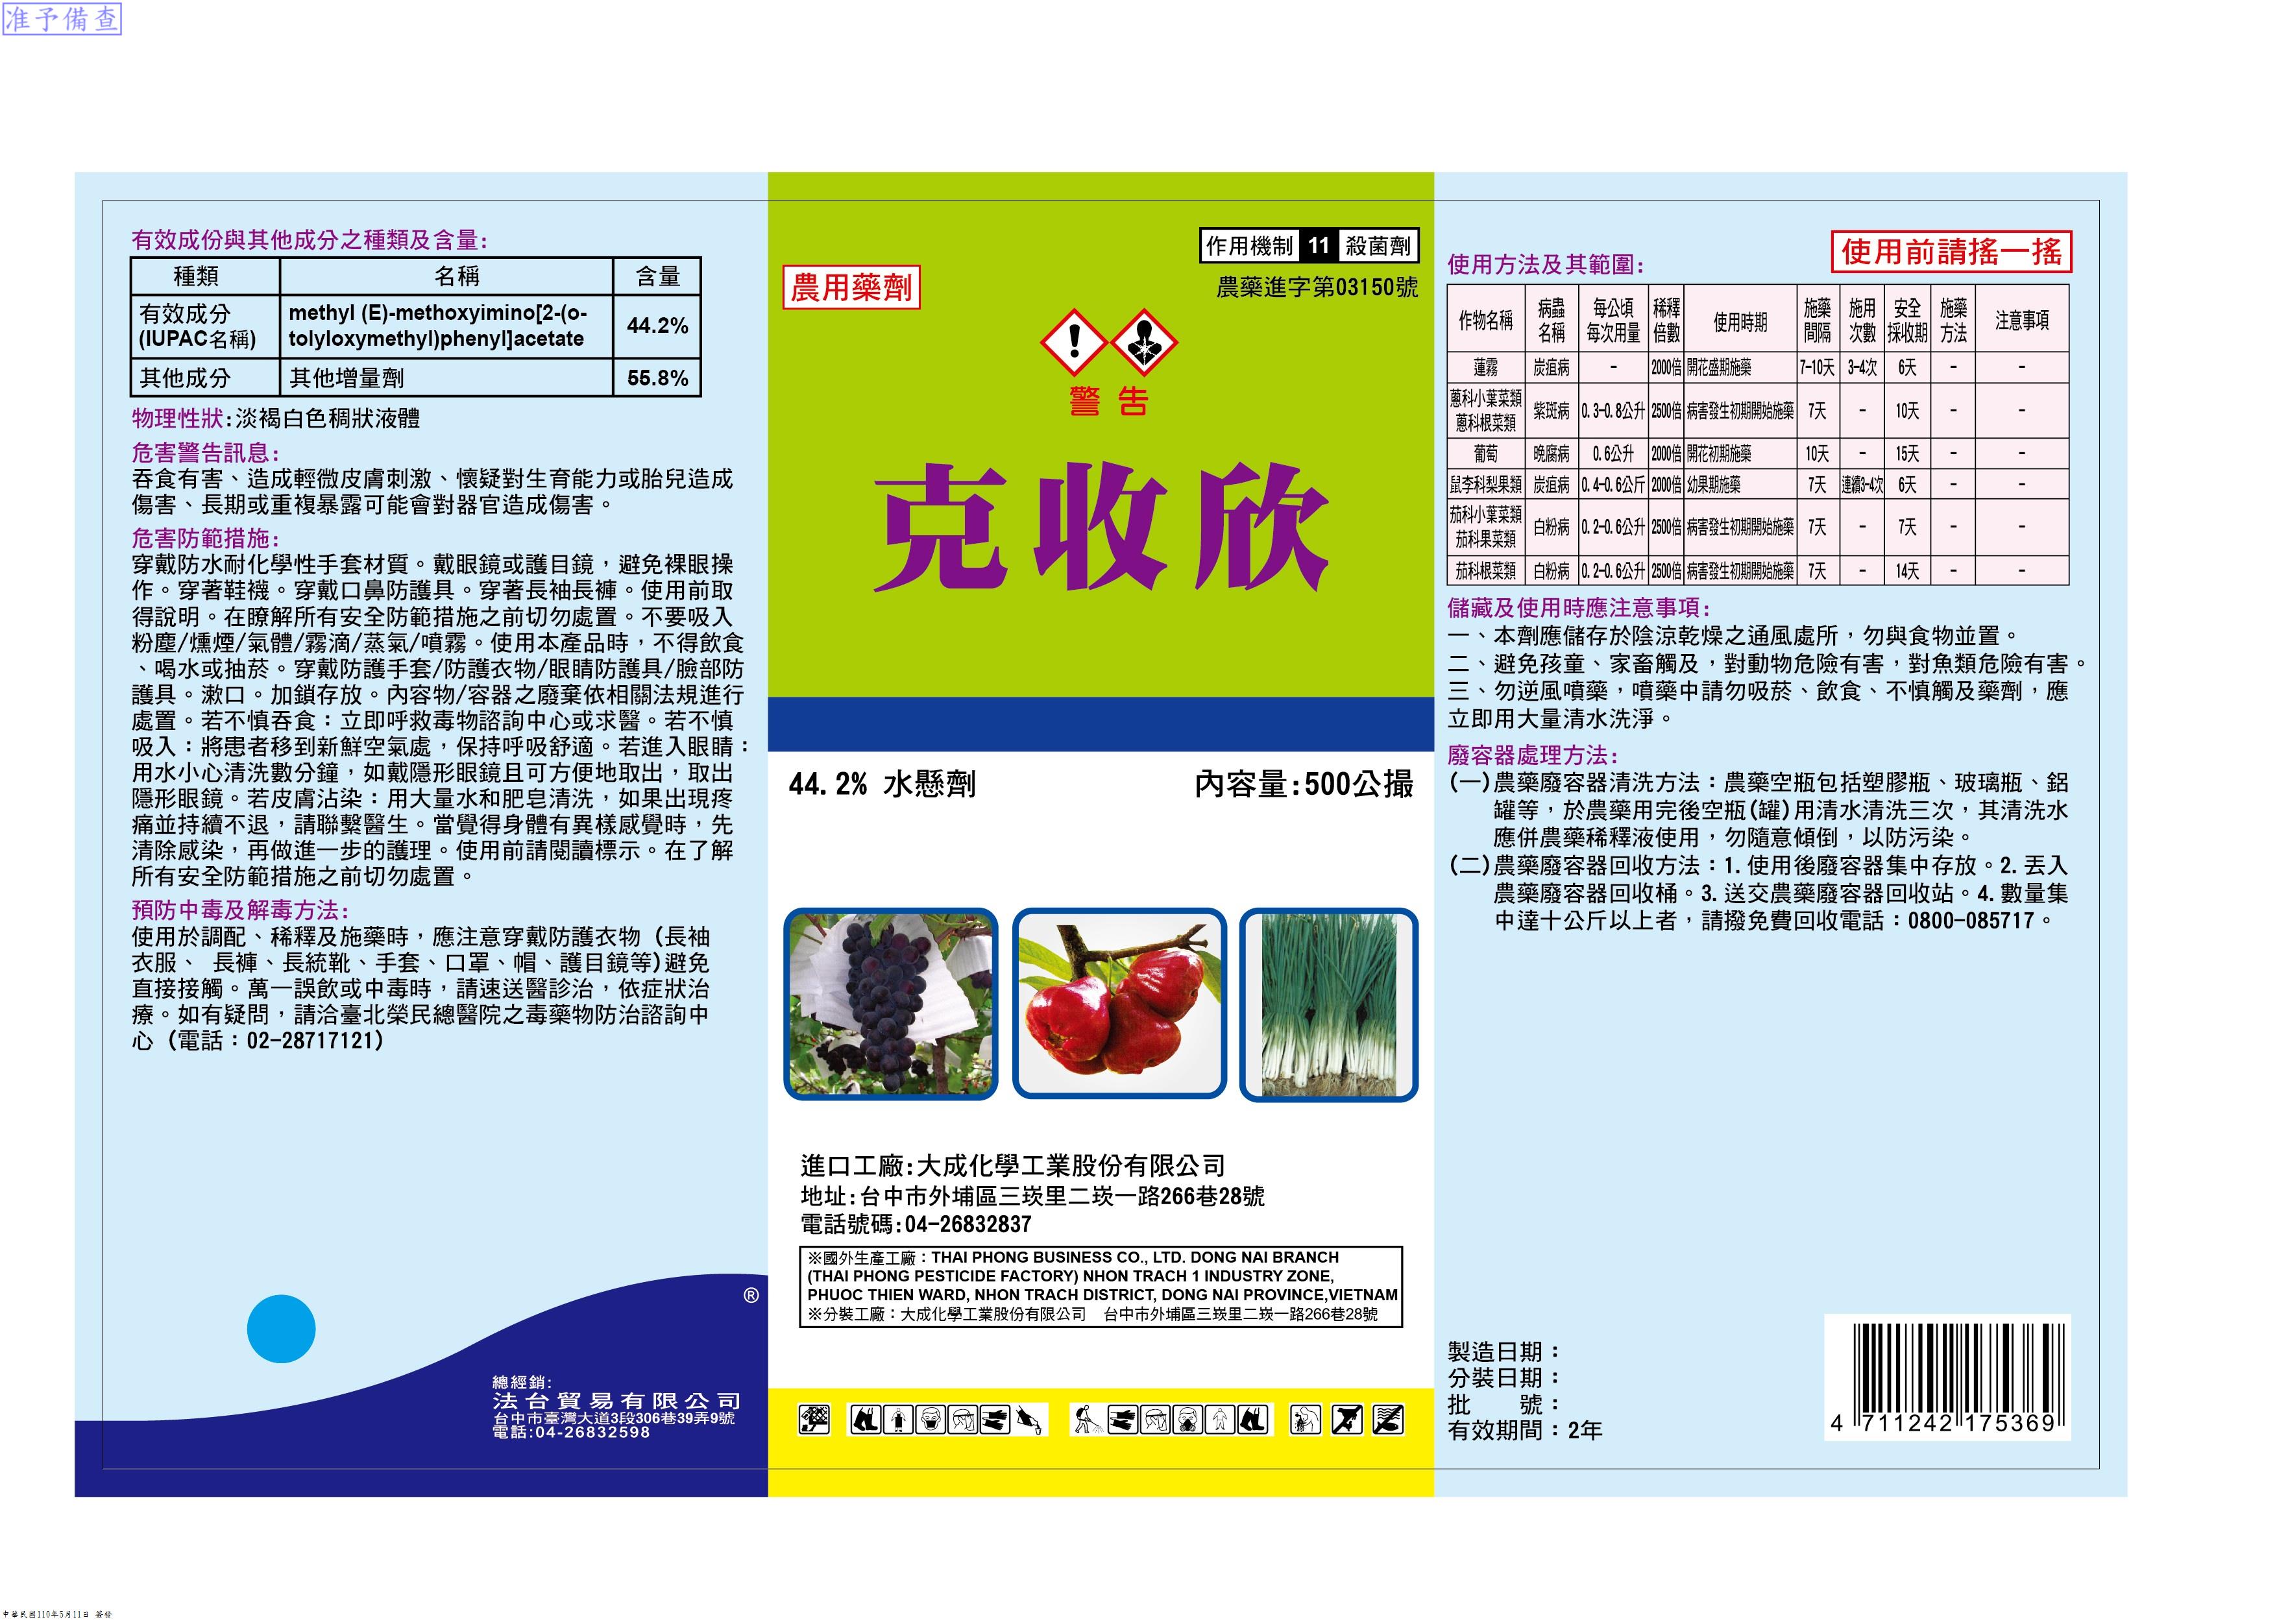 准予備查
有效成份與其他成分之種類及含量:
種類 名稱 含量
有效成分 methyl (E)-methoxyimino[2-(o- 44.2%
(IUPAC名稱) tolyloxymethyl)phenyl]acetate
其他成分 其他增量劑 55.8%
物理性狀:淡褐白色稠狀液體
危害警告訊息:
吞食有害、造成輕微皮膚刺激、懷疑對生育能力或胎兒造成
傷害、長期或重複暴露可能會對器官造成傷害。
危害防範措施:
穿戴防水耐化學性手套材質。戴眼鏡或護目鏡，避免裸眼操
作。穿著鞋襪。穿戴口鼻防護具。穿著長袖長褲。使用前取
得說明。在瞭解所有安全防範措施之前切勿處置。不要吸入
粉塵/燻煙/氣體/霧滴/蒸氣/噴霧。使用本產品時，不得飲食
、喝水或抽菸。穿戴防護手套/防護衣物/眼睛防護具/臉部防
護具。漱口。加鎖存放。內容物/容器之廢棄依相關法規進行
處置。若不慎吞食：立即呼救毒物諮詢中心或求醫。若不慎
吸入：將患者移到新鮮空氣處，保持呼吸舒適。若進入眼睛：
用水小心清洗數分鐘，如戴隱形眼鏡且可方便地取出，取出
隱形眼鏡。若皮膚沾染：用大量水和肥皂清洗，如果出現疼
痛並持續不退，請聯繫醫生。當覺得身體有異樣感覺時，先
清除感染，再做進一步的護理。使用前請閱讀標示。在了解
所有安全防範措施之前切勿處置。
預防中毒及解毒方法:
使用於調配、稀釋及施藥時，應注意穿戴防護衣物 (長袖
衣服、 長褲、長統靴、手套、口罩、帽、護目鏡等)避免
直接接觸。萬一誤飲或中毒時，請速送醫診治，依症狀治
療。如有疑問，請洽臺北榮民總醫院之毒藥物防治諮詢中
心 (電話：02-28717121)
®
總經銷:
法台貿易有限公司
台中市臺灣大道3段306巷39弄9號
電話:04-26832598
作用機制 11 殺菌劑
農用藥劑
農藥進字第03150號
警告
克收欣
44.2% 水懸劑 內容量:500公撮
進口工廠:大成化學工業股份有限公司
地址:台中市外埔區三崁里二崁一路266巷28號
電話號碼:04-26832837
※國外生產工廠：THAI PHONG BUSINESS CO., LTD. DONG NAI BRANCH
(THAI PHONG PESTICIDE FACTORY) NHON TRACH 1 INDUSTRY ZONE,
PHUOC THIEN WARD, NHON TRACH DISTRICT, DONG NAI PROVINCE,VIETNAM
※分裝工廠：大成化學工業股份有限公司 台中市外埔區三崁里二崁一路266巷28號
使用前請搖一搖
使用方法及其範圍:
作物名稱 病蟲名稱 每公頃每次用量 稀釋倍數 使用時期 施藥間隔 施用次數 安全採收期 施藥方法 注意事項
蓮霧 炭疽病 - 2000倍 開花盛期施藥 7-10天 3-4次 6天 - -
蔥科小葉菜類 蔥科根菜類 紫斑病 0.3-0.8公升 2500倍 病害發生初期開始施藥 7天 - 10天 - -
葡萄 晚腐病 0.6公升 2000倍 開花初期施藥 10天 - 15天 - -
鼠李科梨果類 炭疽病 0.4-0.6公斤 2000倍 幼果期施藥 7天 連續3-4次 6天 - -
茄科小葉菜類 茄科果菜類 白粉病 0.2-0.6公升 2500倍 病害發生初期開始施藥 7天 - 7天 - -
茄科根菜類 白粉病 0.2-0.6公升 2500倍 病害發生初期開始施藥 7天 - 14天 - -
儲藏及使用時應注意事項:
一、本劑應儲存於陰涼乾燥之通風處所，勿與食物並置。
二、避免孩童、家畜觸及，對動物危險有害，對魚類危險有害。
三、勿逆風噴藥，噴藥中請勿吸菸、飲食、不慎觸及藥劑，應
立即用大量清水洗淨。
廢容器處理方法:
(一)農藥廢容器清洗方法：農藥空瓶包括塑膠瓶、玻璃瓶、鋁
罐等，於農藥用完後空瓶(罐)用清水清洗三次，其清洗水
應併農藥稀釋液使用，勿隨意傾倒，以防污染。
(二)農藥廢容器回收方法：1.使用後廢容器集中存放。2.丟入
農藥廢容器回收桶。3.送交農藥廢容器回收站。4.數量集
中達十公斤以上者，請撥免費回收電話：0800-085717。
製造日期：
分裝日期：
批 號：
有效期間：2年
4 711242 175369
中華民國110年5月11日 簽發